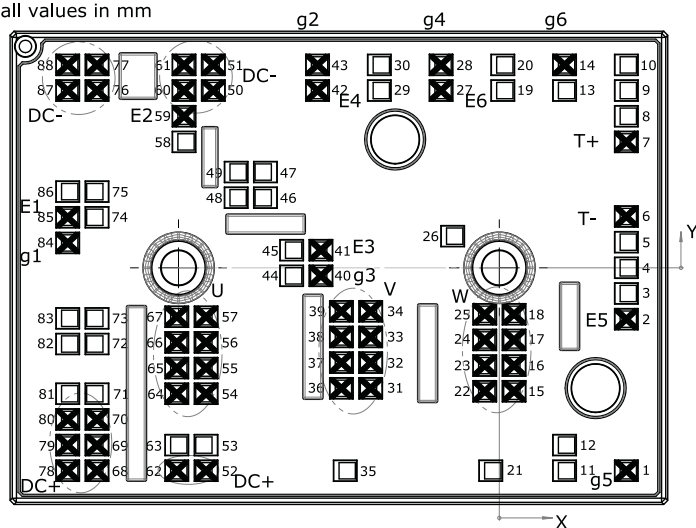 all values in mm
g2 g4 g6
88 77 61 51 43 30 28 20 14 10
DC-
87 76 60 50 42 29 27 19 13 9
DC- E2 59 E4 E6 8
58 T+ 7
49 47
86 75 48 46
E1 85 74 T- 6
g1 84 26 5
45 41 E3
44 40 g3 4
Y
U V W 3
83 73 67 57 39 34 25 18 E5 2
82 72 66 56 38 33 24 17
65 55 37 32 23 16
81 71 64 54 36 31 22 15
80 70
79 69 63 53 12
78 68 62 52 35 21 11 g5 1
DC+ DC+
X